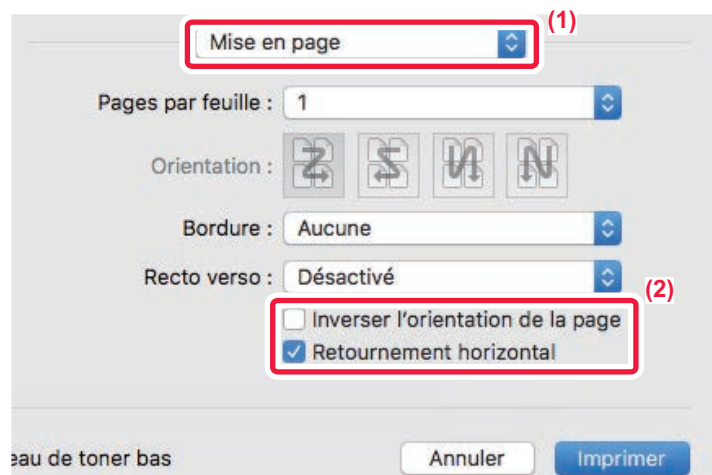 (1)
Mise en page
Pages par feuille : 1
Orientation :
Bordure : Aucune
Recto verso : Désactivé
(2)
Inverser l'orientation de la page
Retournement horizontal
eau de toner bas
Annuler
Imprimer